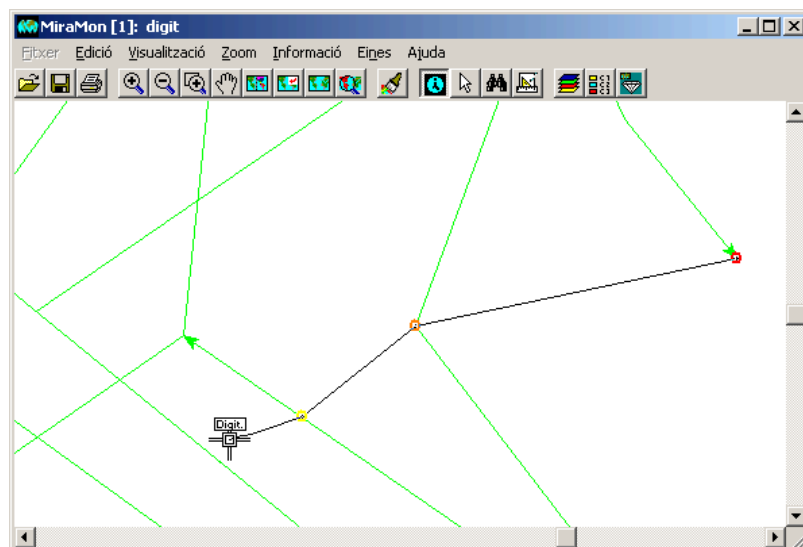 MiraMon [1]: digit
Fitxer Edició Visualització Zoom Informació Eines Ajuda
Digit.